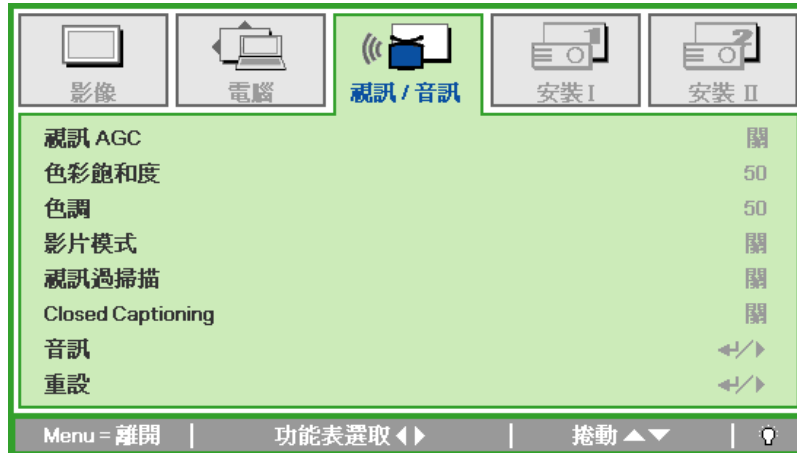 影像 電腦 視訊 / 音訊 安裝 I 安裝 II
視訊 AGC 關
色彩飽和度 50
色調 50
影片模式 關
視訊過掃描 關
Closed Captioning 關
音訊
重設
Menu = 離開 功能表選取 捲動